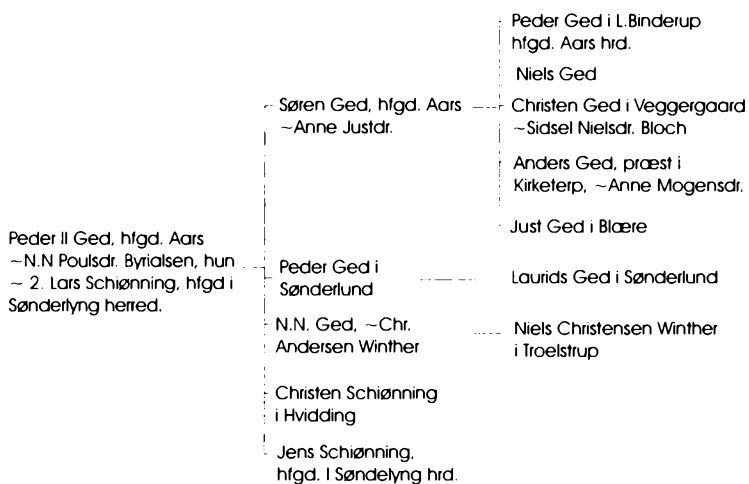 Peder II Ged, hfgd. Aars
~N.N Poulsdr. Byrialsen, hun
~ 2. Lars Schiønning, hfgd i
Sønderlyng herred.
Søren Ged, hfgd. Aars
~Anne Justdr.
Peder Ged i
Sønderlund
N.N. Ged, ~Chr.
Andersen Winther
Christen Schiønning
i Hvidding
Jens Schiønning,
hfgd. I Søndelyng hrd.
Peder Ged i L.Binderup
hfgd. Aars hrd.
Niels Ged
Christen Ged i Veggergaard
~Sidsel Nielsdr. Bloch
Anders Ged, præst i
Kirketerp, ~Anne Mogensdr.
Just Ged i Blære
Laurids Ged i Sønderlund
Niels Christensen Winther
i Troelstrup